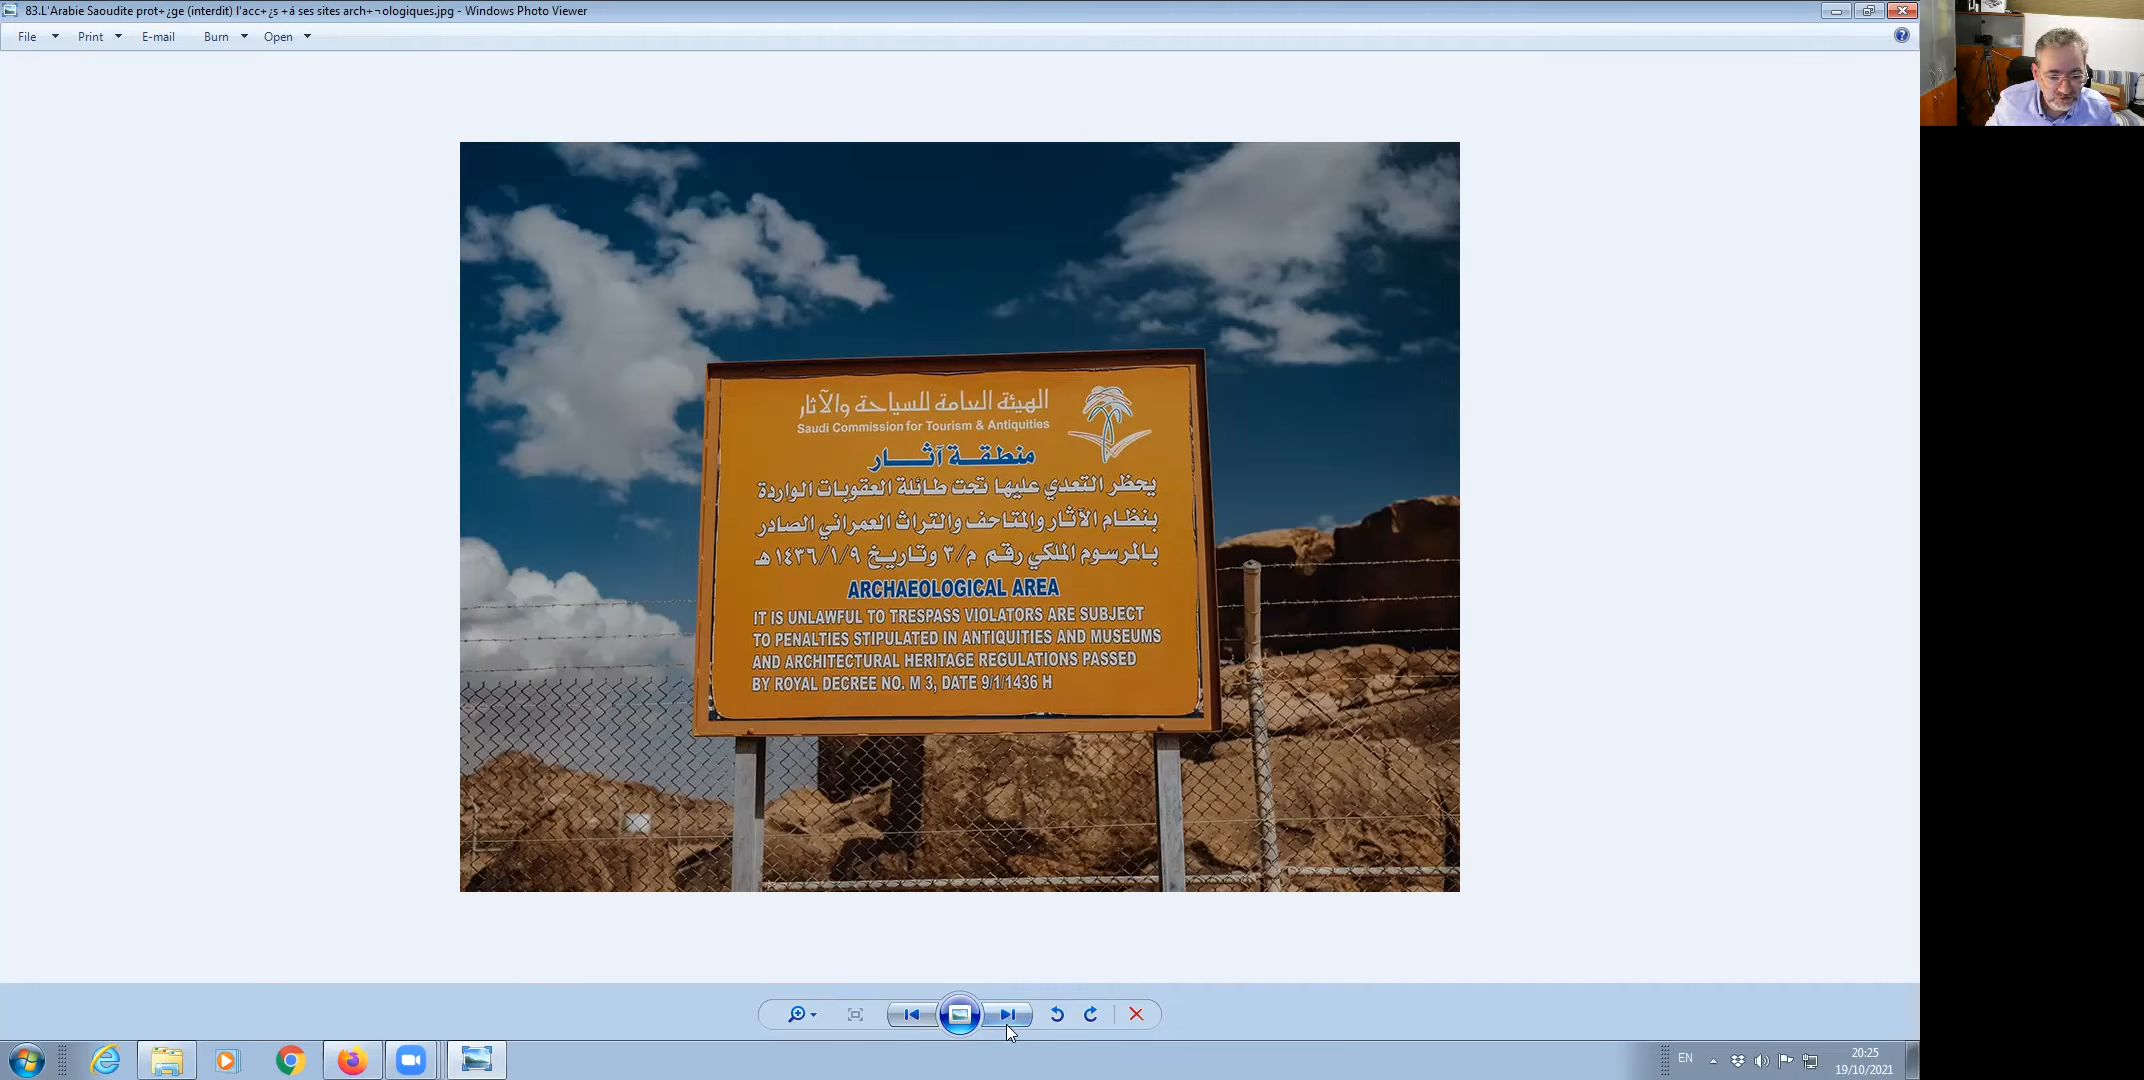 83.L'Arabie Saoudite prot+¿ge (interdit) l'acc+¿s +á ses sites arch+¬ologiques.jpg - Windows Photo Viewer
File Print E-mail Burn Open
الهيئة العامة للسياحة والآثار
Saudi Commission for Tourism & Antiquities
منطقـة آثـــار
يحظر التعدي عليها تحت طائلة العقوبات الواردة
بنظام الآثار والمتاحف والتراث العمراني الصادر
بالمرسوم الملكي رقم م/٣ وتاريخ ١٤٣٦/١/٩هـ
ARCHAEOLOGICAL AREA
IT IS UNLAWFUL TO TRESPASS VIOLATORS ARE SUBJECT
TO PENALTIES STIPULATED IN ANTIQUITIES AND MUSEUMS
AND ARCHITECTURAL HERITAGE REGULATIONS PASSED
BY ROYAL DECREE NO. M 3, DATE 9/1/1436 H
EN
20:25
19/10/2021